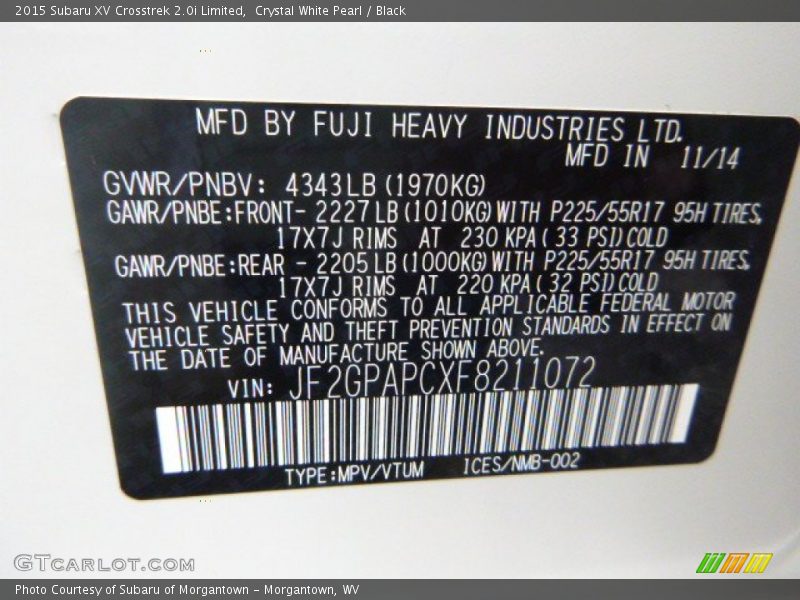 2015 Subaru XV Crosstrek 2.0i Limited,  Crystal White Pearl / Black
MFD BY FUJI HEAVY INDUSTRIES LTD.
MFD IN 11/14
GVWR/PNBV: 4343LB (1970KG)
GAWR/PNBE:FRONT- 2227 LB (1010KG) WITH P225/55R17 95H TIRES,
17X7J RIMS AT 230 KPA ( 33 PSI) COLD
GAWR/PNBE:REAR - 2205 LB (1000KG) WITH P225/55R17 95H TIRES,
17X7J RIMS AT 220 KPA ( 32 PSI) COLD
THIS VEHICLE CONFORMS TO ALL APPLICABLE FEDERAL MOTOR
VEHICLE SAFETY AND THEFT PREVENTION STANDARDS IN EFFECT ON
THE DATE OF MANUFACTURE SHOWN ABOVE.
VIN: JF2GPAPCXF8211072
TYPE:MPV/VTUM ICES/NMB-002
GTCARLOT.COM
Photo Courtesy of Subaru of Morgantown - Morgantown, WV